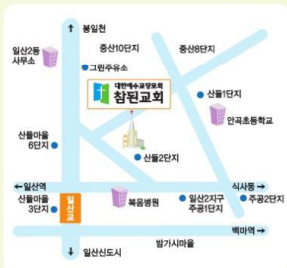 ↑ 봉일천
일산2동
사무소
중산10단지
중산8단지
그린주유소
대한예수교장로회
참된교회
산들1단지
안곡초등학교
산들마을
6단지
산들2단지
←일산역
식사동→
산들마을
3단지
일산교
복음병원
일산2지구
주공1단지
주공2단지
백마역→
밤가시마을
↓ 일산신도시